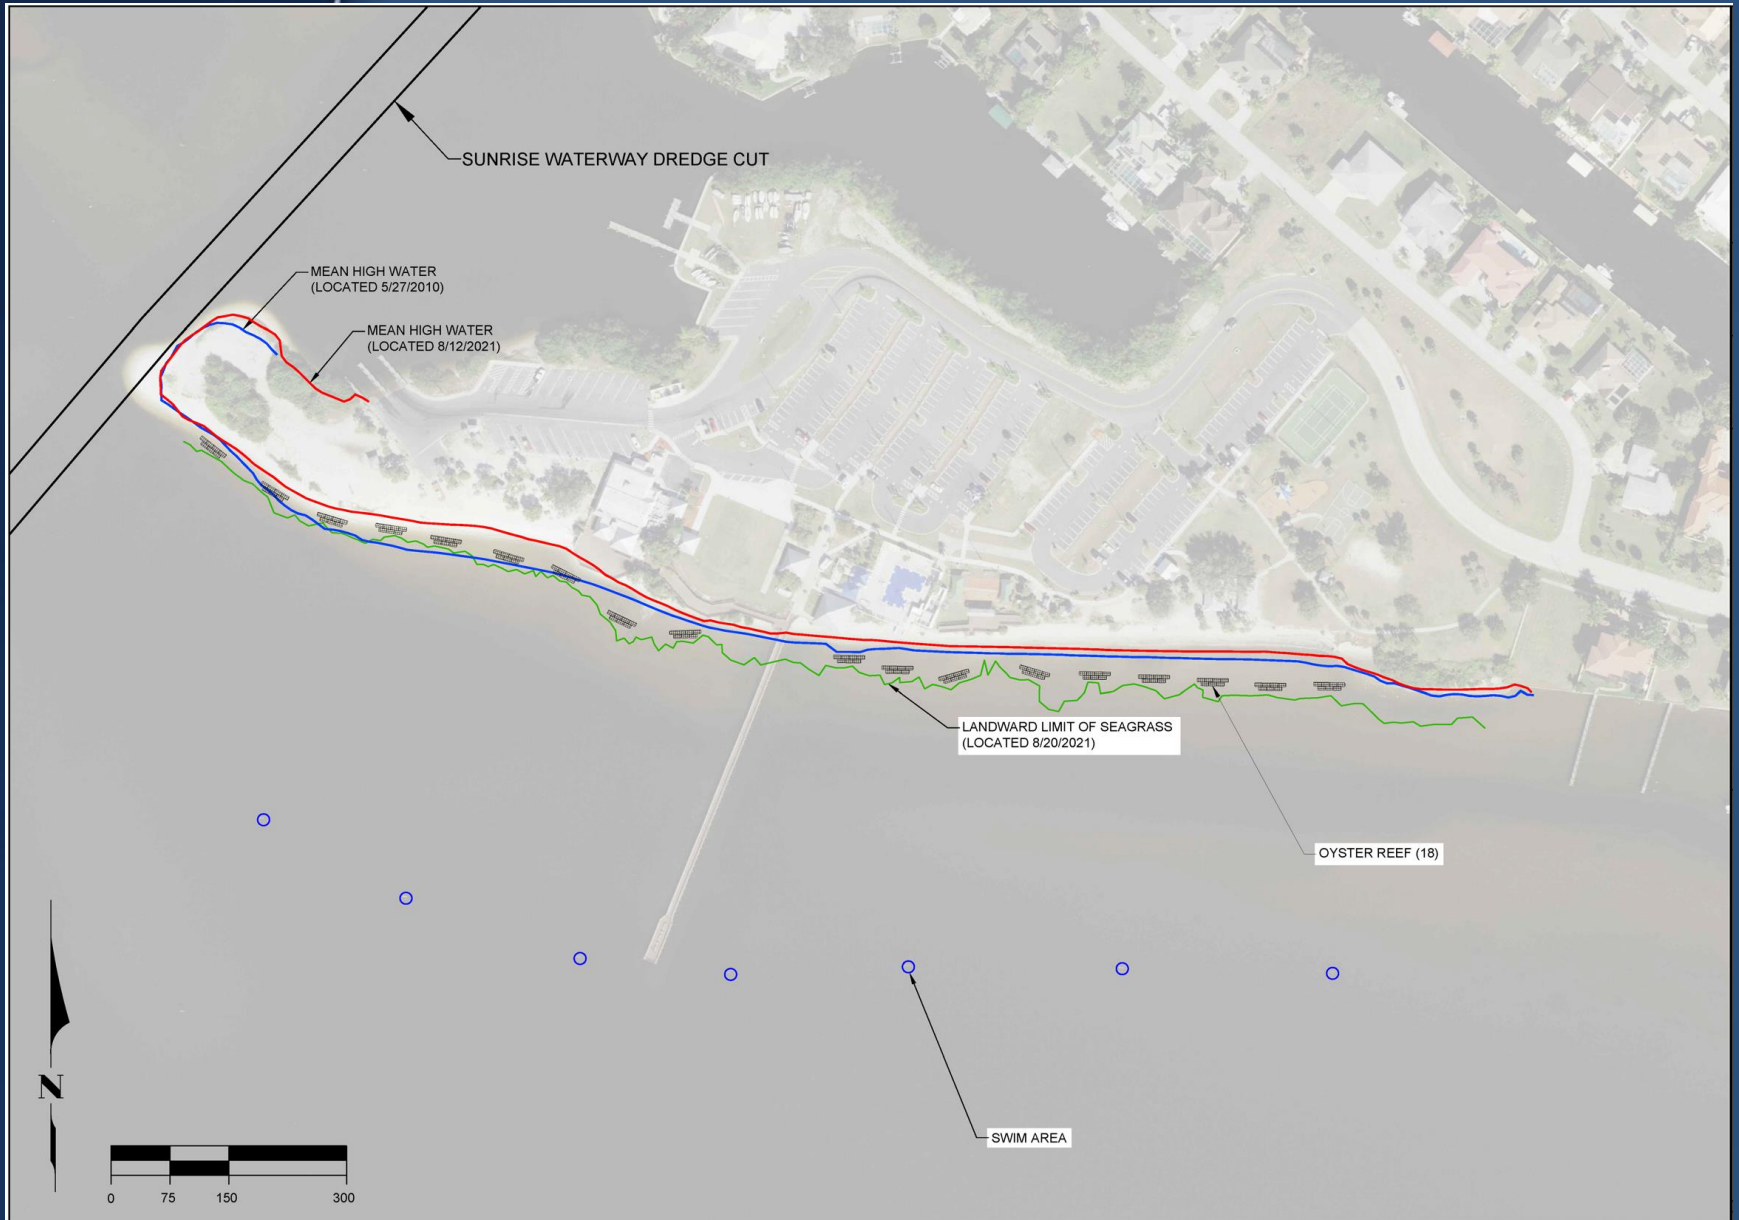 SUNRISE WATERWAY DREDGE CUT
MEAN HIGH WATER
(LOCATED 5/27/2010)
MEAN HIGH WATER
(LOCATED 8/12/2021)
LANDWARD LIMIT OF SEAGRASS
(LOCATED 8/20/2021)
OYSTER REEF (18)
SWIM AREA
N
0 75 150 300